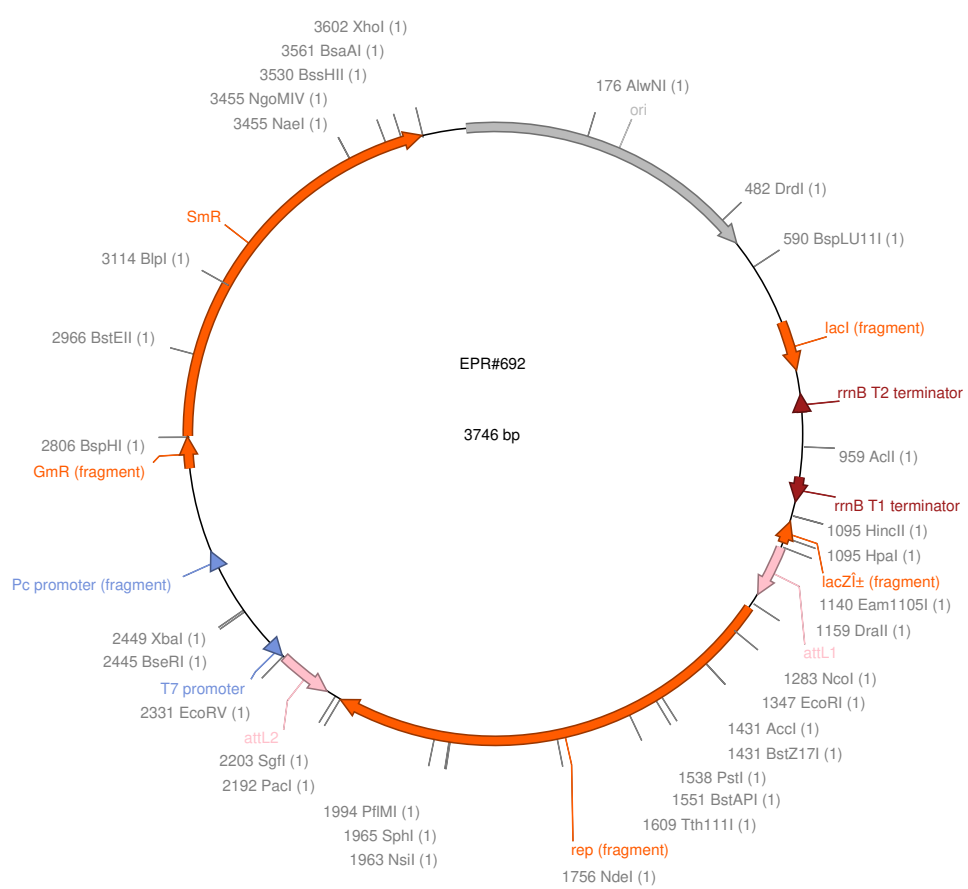 3602 XhoI (1)
3561 BsaAI (1)
3530 BssHII (1)
3455 NgoMIV (1)
3455 NaeI (1)
176 AlwNI (1)
ori
482 DrdI (1)
590 BspLU11I (1)
SmR
3114 BlpI (1)
2966 BstEII (1)
lacI (fragment)
EPR#692
rrnB T2 terminator
3746 bp
2806 BspHI (1)
GmR (fragment)
959 AclI (1)
rrnB T1 terminator
1095 HincII (1)
1095 HpaI (1)
lacZÎ± (fragment)
Pc promoter (fragment)
1140 Eam1105I (1)
1159 DraII (1)
attL1
2449 XbaI (1)
2445 BseRI (1)
T7 promoter
2331 EcoRV (1)
attL2
2203 SgfI (1)
2192 PacI (1)
1283 NcoI (1)
1347 EcoRI (1)
1431 AccI (1)
1431 BstZ17I (1)
1538 PstI (1)
1551 BstAPI (1)
1609 Tth111I (1)
1994 PflMI (1)
1965 SphI (1)
1963 NsiI (1)
rep (fragment)
1756 NdeI (1)